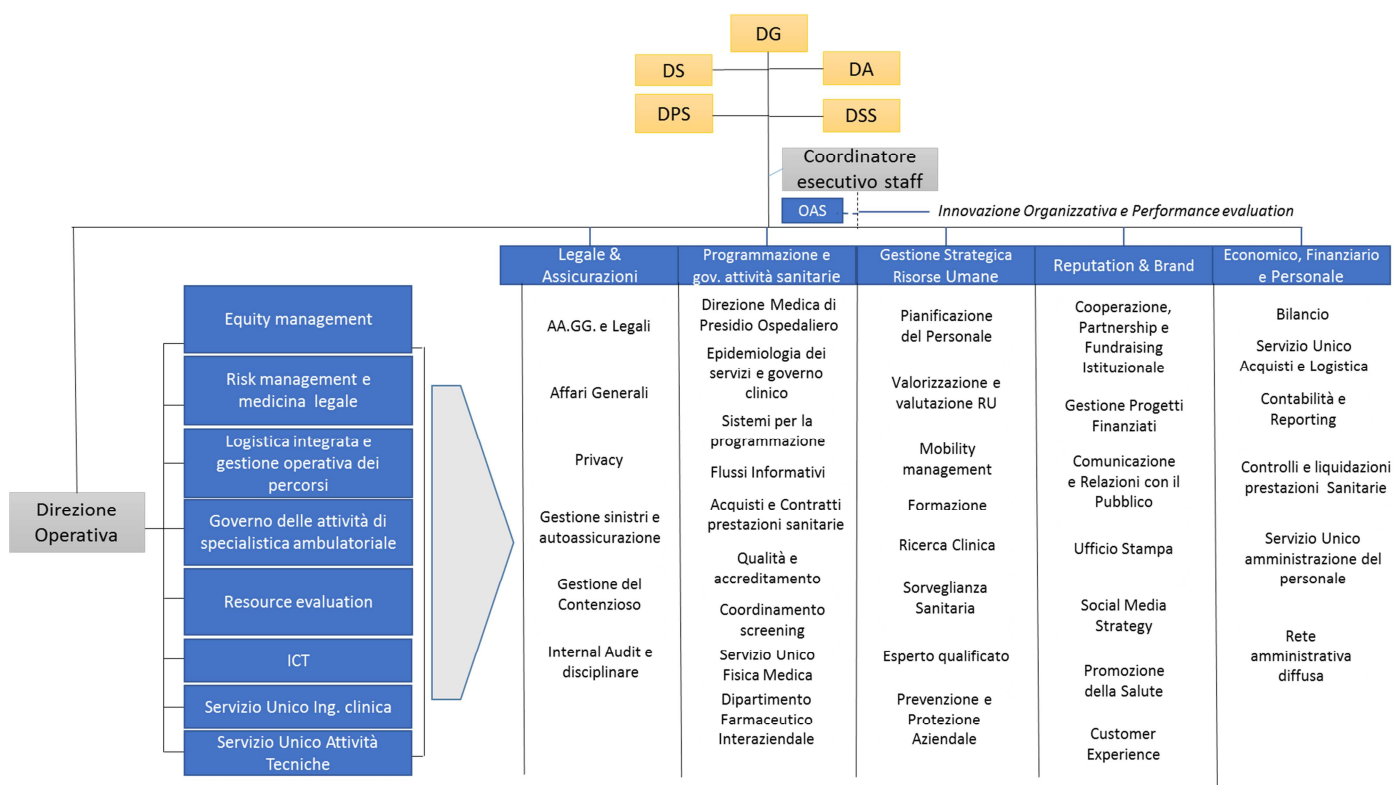 DG
DS
DA
DPS
DSS
Coordinatore
esecutivo staff
OAS
Innovazione Organizzativa e Performance evaluation
Direzione
Operativa
Equity management
Risk management e
medicina legale
Logistica integrata e
gestione operativa dei
percorsi
Governo delle attività di
specialistica ambulatoriale
Resource evaluation
ICT
Servizio Unico Ing. clinica
Servizio Unico Attività
Tecniche
Legale &
Assicurazioni
AA.GG. e Legali
Affari Generali
Privacy
Gestione sinistri e
autoassicurazione
Gestione del
Contenzioso
Internal Audit e
disciplinare
Programmazione e
gov. attività sanitarie
Direzione Medica di
Presidio Ospedaliero
Epidemiologia dei
servizi e governo
clinico
Sistemi per la
programmazione
Flussi Informativi
Acquisti e Contratti
prestazioni sanitarie
Qualità e
accreditamento
Coordinamento
screening
Servizio Unico
Fisica Medica
Dipartimento
Farmaceutico
Interaziendale
Gestione Strategica
Risorse Umane
Pianificazione
del Personale
Valorizzazione e
valutazione RU
Mobility
management
Formazione
Ricerca Clinica
Sorveglianza
Sanitaria
Esperto qualificato
Prevenzione e
Protezione
Aziendale
Reputation & Brand
Cooperazione,
Partnership e
Fundraising
Istituzionale
Gestione Progetti
Finanziati
Comunicazione
e Relazioni con il
Pubblico
Ufficio Stampa
Social Media
Strategy
Promozione
della Salute
Customer
Experience
Economico, Finanziario
e Personale
Bilancio
Servizio Unico
Acquisti e Logistica
Contabilità e
Reporting
Controlli e liquidazioni
prestazioni Sanitarie
Servizio Unico
amministrazione del
personale
Rete
amministrativa
diffusa